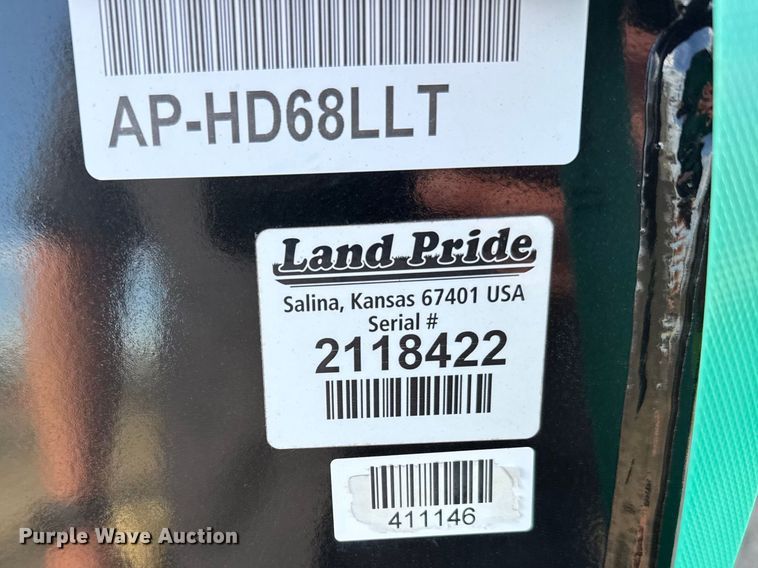 AP-HD68LLT
Land Pride
Salina, Kansas 67401 USA
Serial #
2118422
411146
Purple Wave Auction